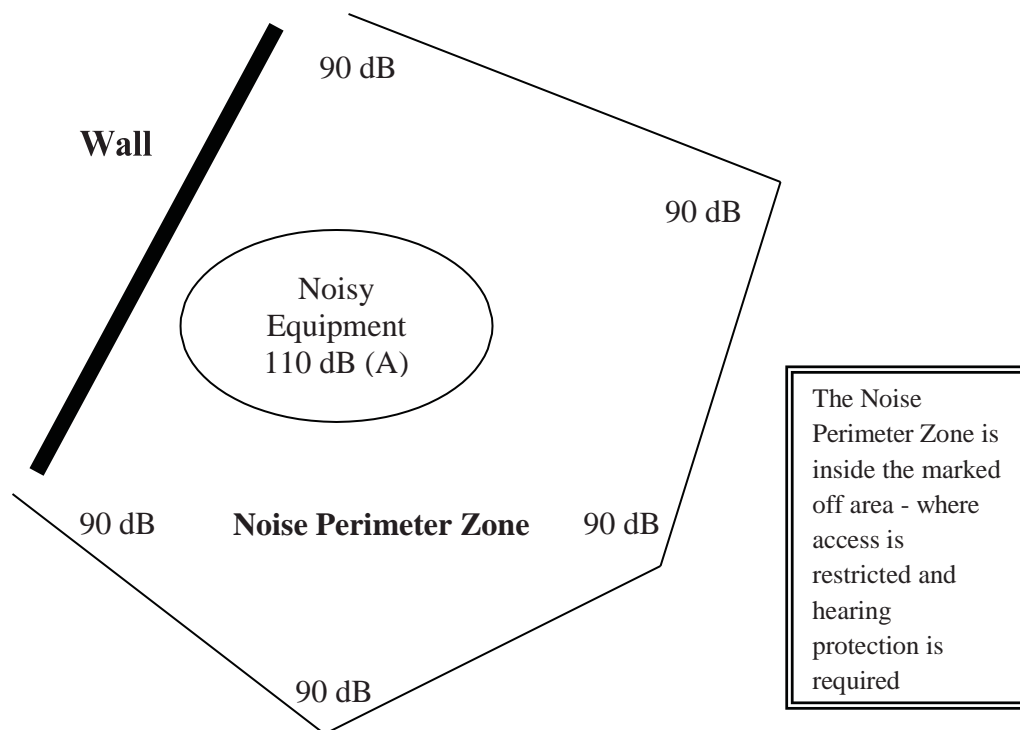 90 dB
Wall
90 dB
Noisy
Equipment
110 dB (A)
The Noise
Perimeter Zone is
inside the marked
off area - where
access is
restricted and
hearing
protection is
required
90 dB
Noise Perimeter Zone
90 dB
90 dB